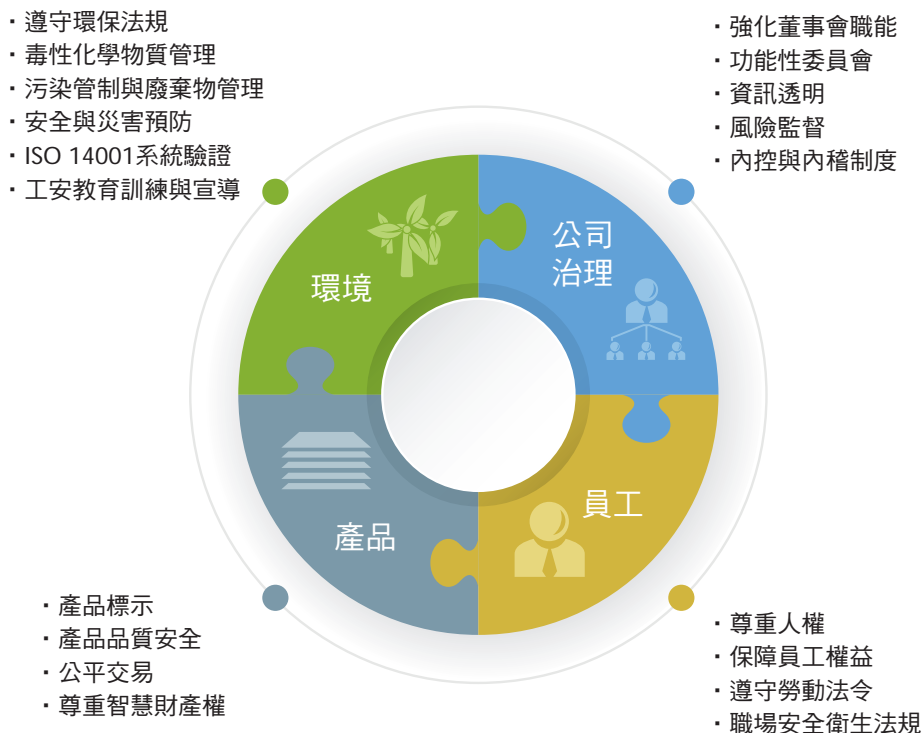 ・遵守環保法規
・毒性化學物質管理
・污染管制與廢棄物管理
・安全與災害預防
・ISO 14001系統驗證
・工安教育訓練與宣導
・強化董事會職能
・功能性委員會
・資訊透明
・風險監督
・內控與內稽制度
環境
公司
治理
產品
員工
・產品標示
・產品品質安全
・公平交易
・尊重智慧財產權
・尊重人權
・保障員工權益
・遵守勞動法令
・職場安全衛生法規